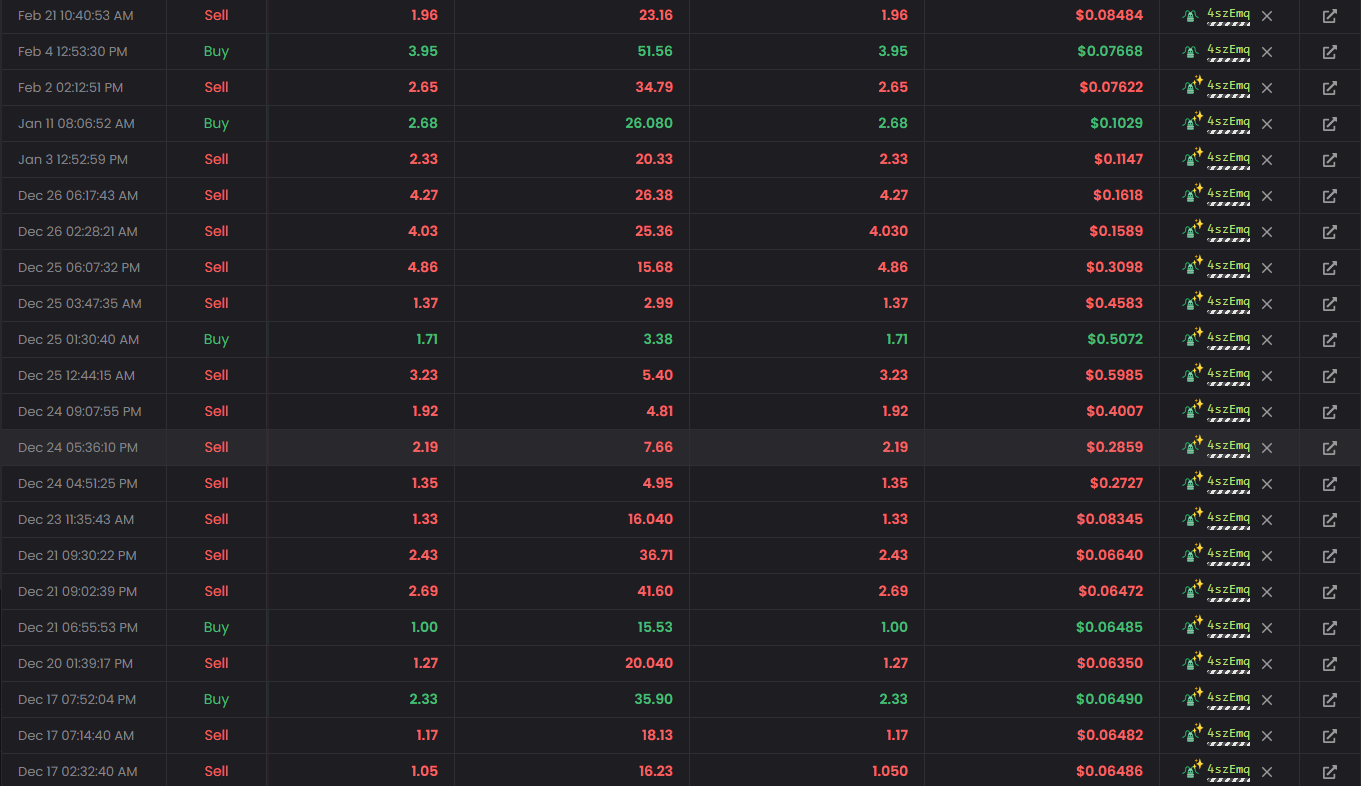 Feb 21 10:40:53 AM Sell 1.96 23.16 1.96 $0.08484 4szEmq
Feb 4 12:53:30 PM Buy 3.95 51.56 3.95 $0.07668 4szEmq
Feb 2 02:12:51 PM Sell 2.65 34.79 2.65 $0.07622 4szEmq
Jan 11 08:06:52 AM Buy 2.68 26.080 2.68 $0.1029 4szEmq
Jan 3 12:52:59 PM Sell 2.33 20.33 2.33 $0.1147 4szEmq
Dec 26 06:17:43 AM Sell 4.27 26.38 4.27 $0.1618 4szEmq
Dec 26 02:28:21 AM Sell 4.03 25.36 4.030 $0.1589 4szEmq
Dec 25 06:07:32 PM Sell 4.86 15.68 4.86 $0.3098 4szEmq
Dec 25 03:47:35 AM Sell 1.37 2.99 1.37 $0.4583 4szEmq
Dec 25 01:30:40 AM Buy 1.71 3.38 1.71 $0.5072 4szEmq
Dec 25 12:44:15 AM Sell 3.23 5.40 3.23 $0.5985 4szEmq
Dec 24 09:07:55 PM Sell 1.92 4.81 1.92 $0.4007 4szEmq
Dec 24 05:36:10 PM Sell 2.19 7.66 2.19 $0.2859 4szEmq
Dec 24 04:51:25 PM Sell 1.35 4.95 1.35 $0.2727 4szEmq
Dec 23 11:35:43 AM Sell 1.33 16.040 1.33 $0.08345 4szEmq
Dec 21 09:30:22 PM Sell 2.43 36.71 2.43 $0.06640 4szEmq
Dec 21 09:02:39 PM Sell 2.69 41.60 2.69 $0.06472 4szEmq
Dec 21 06:55:53 PM Buy 1.00 15.53 1.00 $0.06485 4szEmq
Dec 20 01:39:17 PM Sell 1.27 20.040 1.27 $0.06350 4szEmq
Dec 17 07:52:04 PM Buy 2.33 35.90 2.33 $0.06490 4szEmq
Dec 17 07:14:40 AM Sell 1.17 18.13 1.17 $0.06482 4szEmq
Dec 17 02:32:40 AM Sell 1.05 16.23 1.050 $0.06486 4szEmq